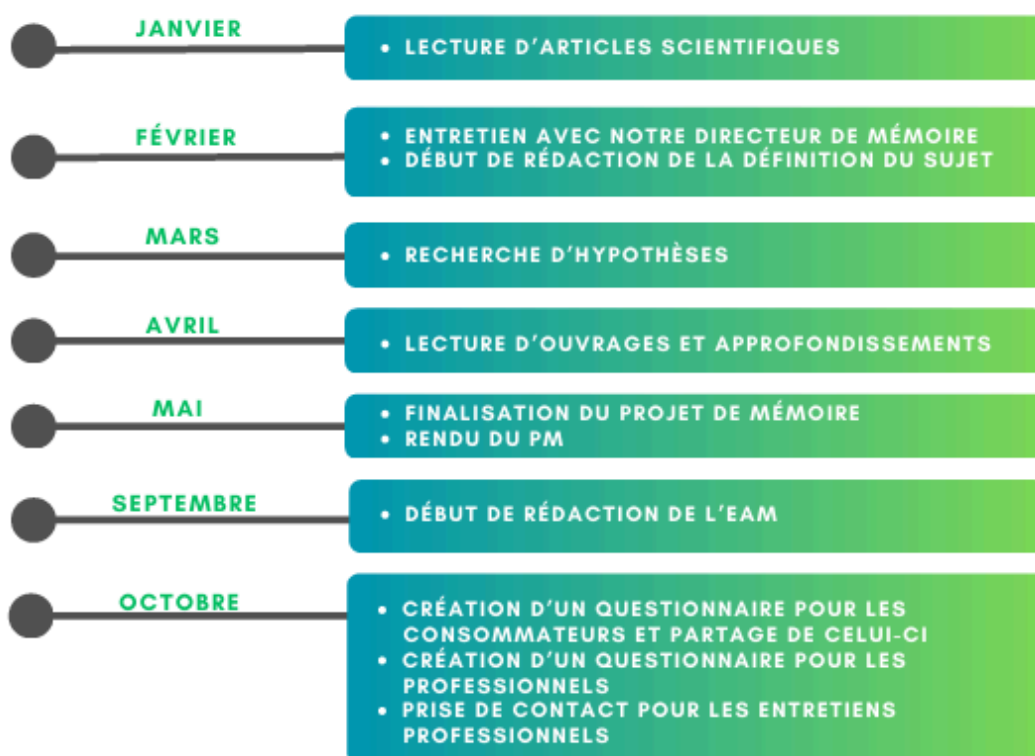 JANVIER
• LECTURE D'ARTICLES SCIENTIFIQUES
FÉVRIER
• ENTRETIEN AVEC NOTRE DIRECTEUR DE MÉMOIRE
• DÉBUT DE RÉDACTION DE LA DÉFINITION DU SUJET
MARS
• RECHERCHE D'HYPOTHÈSES
AVRIL
• LECTURE D'OUVRAGES ET APPROFONDISSEMENTS
MAI
• FINALISATION DU PROJET DE MÉMOIRE
• RENDU DU PM
SEPTEMBRE
• DÉBUT DE RÉDACTION DE L'EAM
OCTOBRE
• CRÉATION D'UN QUESTIONNAIRE POUR LES
CONSOMMATEURS ET PARTAGE DE CELUI-CI
• CRÉATION D'UN QUESTIONNAIRE POUR LES
PROFESSIONNELS
• PRISE DE CONTACT POUR LES ENTRETIENS
PROFESSIONNELS